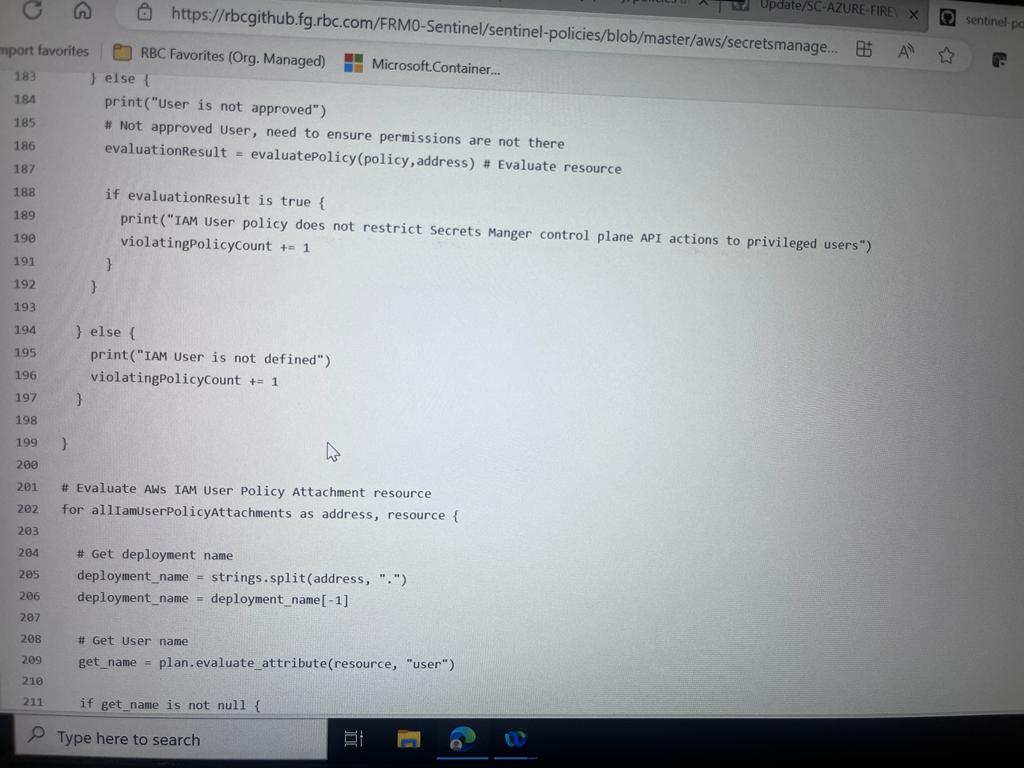 Update/SC-AZURE-FIREW
https://rbcgithub.fg.rbc.com/FRM0-Sentinel/sentinel-policies/blob/master/aws/secretsmanage...
sentinel-po
mport favorites
RBC Favorites (Org. Managed)
Microsoft.Container...
183 } else {
184 print("User is not approved")
185 # Not approved User, need to ensure permissions are not there
186 evaluationResult = evaluatePolicy(policy,address) # Evaluate resource
187
188 if evaluationResult is true {
189 print("IAM User policy does not restrict Secrets Manger control plane API actions to privileged users")
190 violatingPolicyCount += 1
191 }
192 }
193
194 } else {
195 print("IAM User is not defined")
196 violatingPolicyCount += 1
197 }
198
199 }
200
201 # Evaluate AWs IAM User Policy Attachment resource
202 for allIamUserPolicyAttachments as address, resource {
203
204 # Get deployment name
205 deployment_name = strings.split(address, ".")
206 deployment_name = deployment_name[-1]
207
208 # Get User name
209 get_name = plan.evaluate_attribute(resource, "user")
210
211 if get_name is not null {
Type here to search